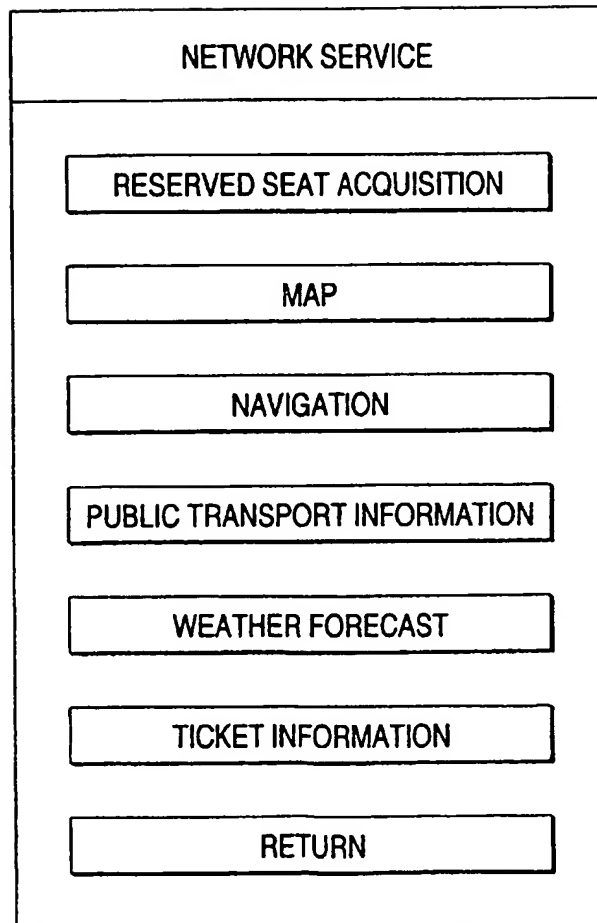 NETWORK SERVICE
RESERVED SEAT ACQUISITION
MAP
NAVIGATION
PUBLIC TRANSPORT INFORMATION
WEATHER FORECAST
TICKET INFORMATION
RETURN